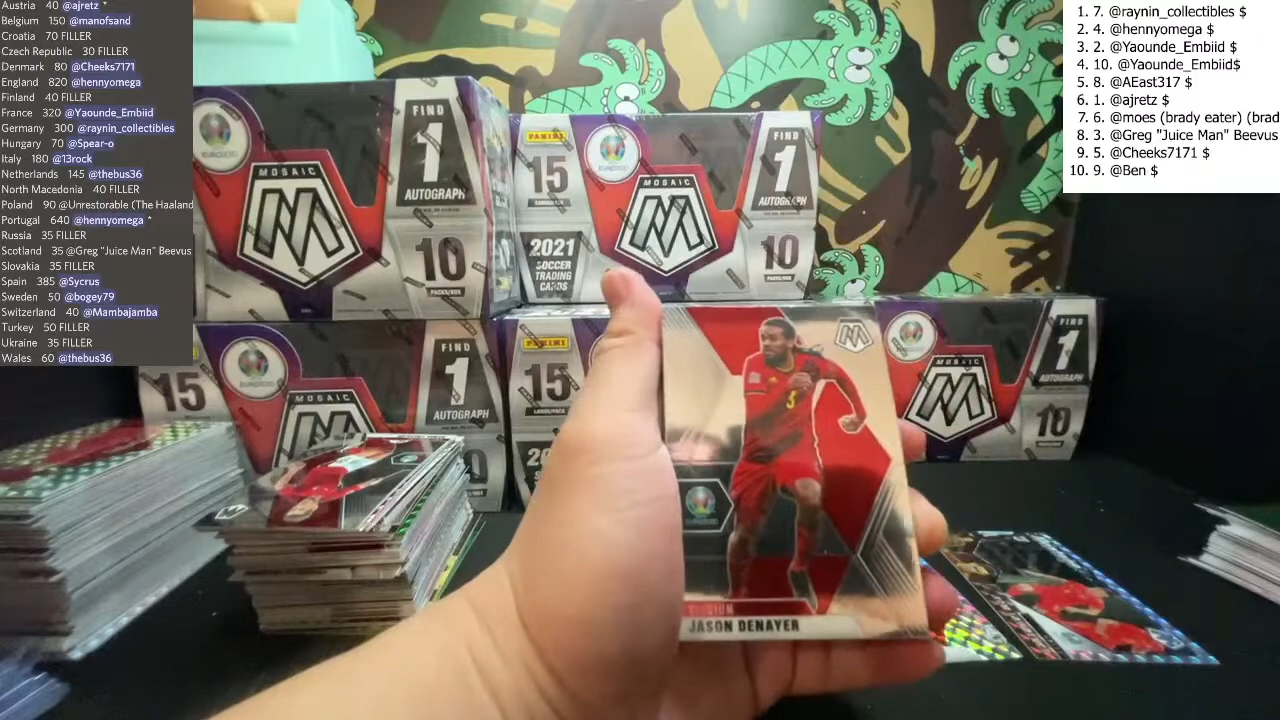 Austria 40 @ajretz *
Belgium 150 @manofsand
Croatia 70 FILLER
Czech Republic 30 FILLER
Denmark 80 @Cheeks7171
England 820 @hennyomega
Finland 40 FILLER
France 320 @Yaounde_Embiid
Germany 300 @raynin_collectibles
Hungary 70 @Spear-o
Italy 180 @13rock
Netherlands 145 @thebus36
North Macedonia 40 FILLER
Poland 90 @Unrestorable (The Haaland
Portugal 640 @hennyomega *
Russia 35 FILLER
Scotland 35 @Greg "Juice Man" Beevus
Slovakia 35 FILLER
Spain 385 @Sycrus
Sweden 50 @bogey79
Switzerland 40 @Mambajamba
Turkey 50 FILLER
Ukraine 35 FILLER
Wales 60 @thebus36
1. 7. @raynin_collectibles $
2. 4. @hennyomega $
3. 2. @Yaounde_Embiid $
4. 10. @Yaounde_Embiid$
5. 8. @AEast317 $
6. 1. @ajretz $
7. 6. @moes (brady eater) (brad
8. 3. @Greg "Juice Man" Beevus
9. 5. @Cheeks7171 $
10. 9. @Ben $
MOSAIC
FIND
1
AUTOGRAPH
10
PACKS/BOX
PANINI
15
2021
SOCCER
TRADING
CARDS
MOSAIC
FIND
1
AUTOGRAPH
10
15
MOSAIC
FIND
1
AUTOGRAPH
PANINI
15
20
MOSAIC
FIND
1
AUTOGRAPH
10
BELGIUM
JASON DENAYER